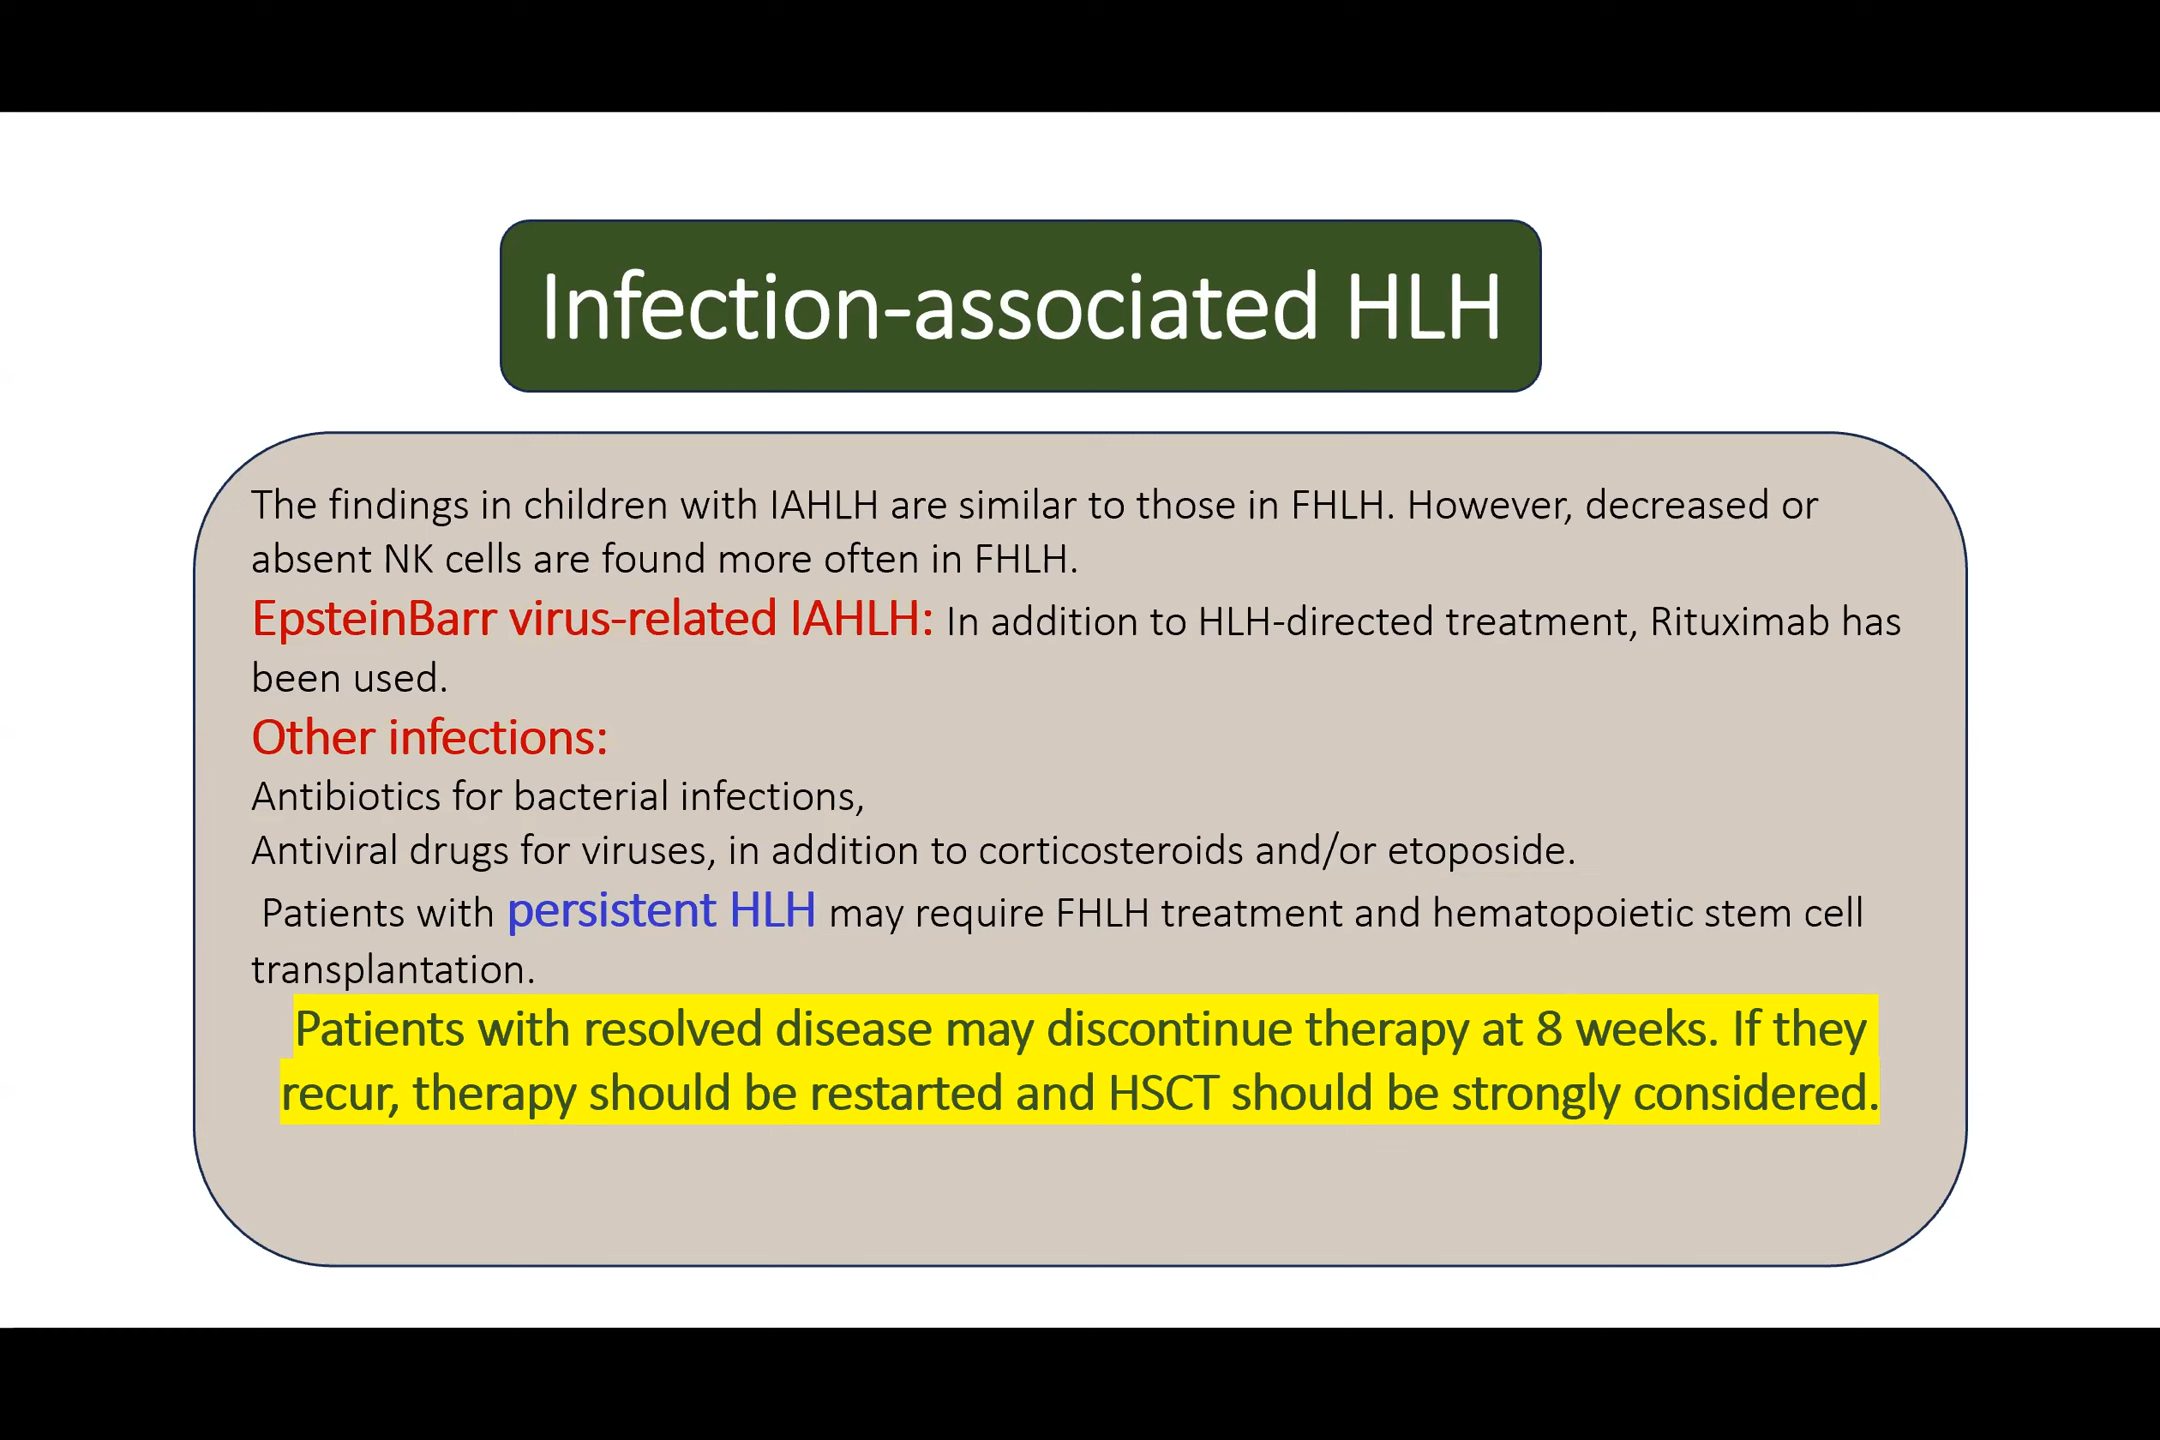 Infection-associated HLH
The findings in children with IAHLH are similar to those in FHLH. However, decreased or
absent NK cells are found more often in FHLH.
EpsteinBarr virus-related IAHLH: In addition to HLH-directed treatment, Rituximab has
been used.
Other infections:
Antibiotics for bacterial infections,
Antiviral drugs for viruses, in addition to corticosteroids and/or etoposide.
Patients with persistent HLH may require FHLH treatment and hematopoietic stem cell
transplantation.
Patients with resolved disease may discontinue therapy at 8 weeks. If they
recur, therapy should be restarted and HSCT should be strongly considered.